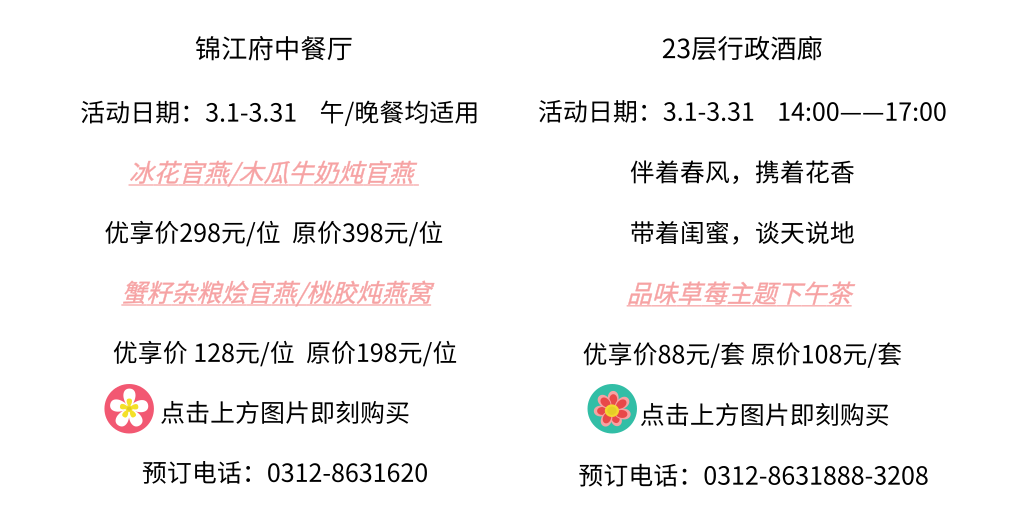 锦江府中餐厅
活动日期：3.1-3.31 午/晚餐均适用
冰花官燕/木瓜牛奶炖官燕
优享价298元/位 原价398元/位
蟹籽杂粮烩官燕/桃胶炖燕窝
优享价 128元/位 原价198元/位
点击上方图片即刻购买
预订电话：0312-8631620
23层行政酒廊
活动日期：3.1-3.31 14:00——17:00
伴着春风，携着花香
带着闺蜜，谈天说地
品味草莓主题下午茶
优享价88元/套 原价108元/套
点击上方图片即刻购买
预订电话：0312-8631888-3208